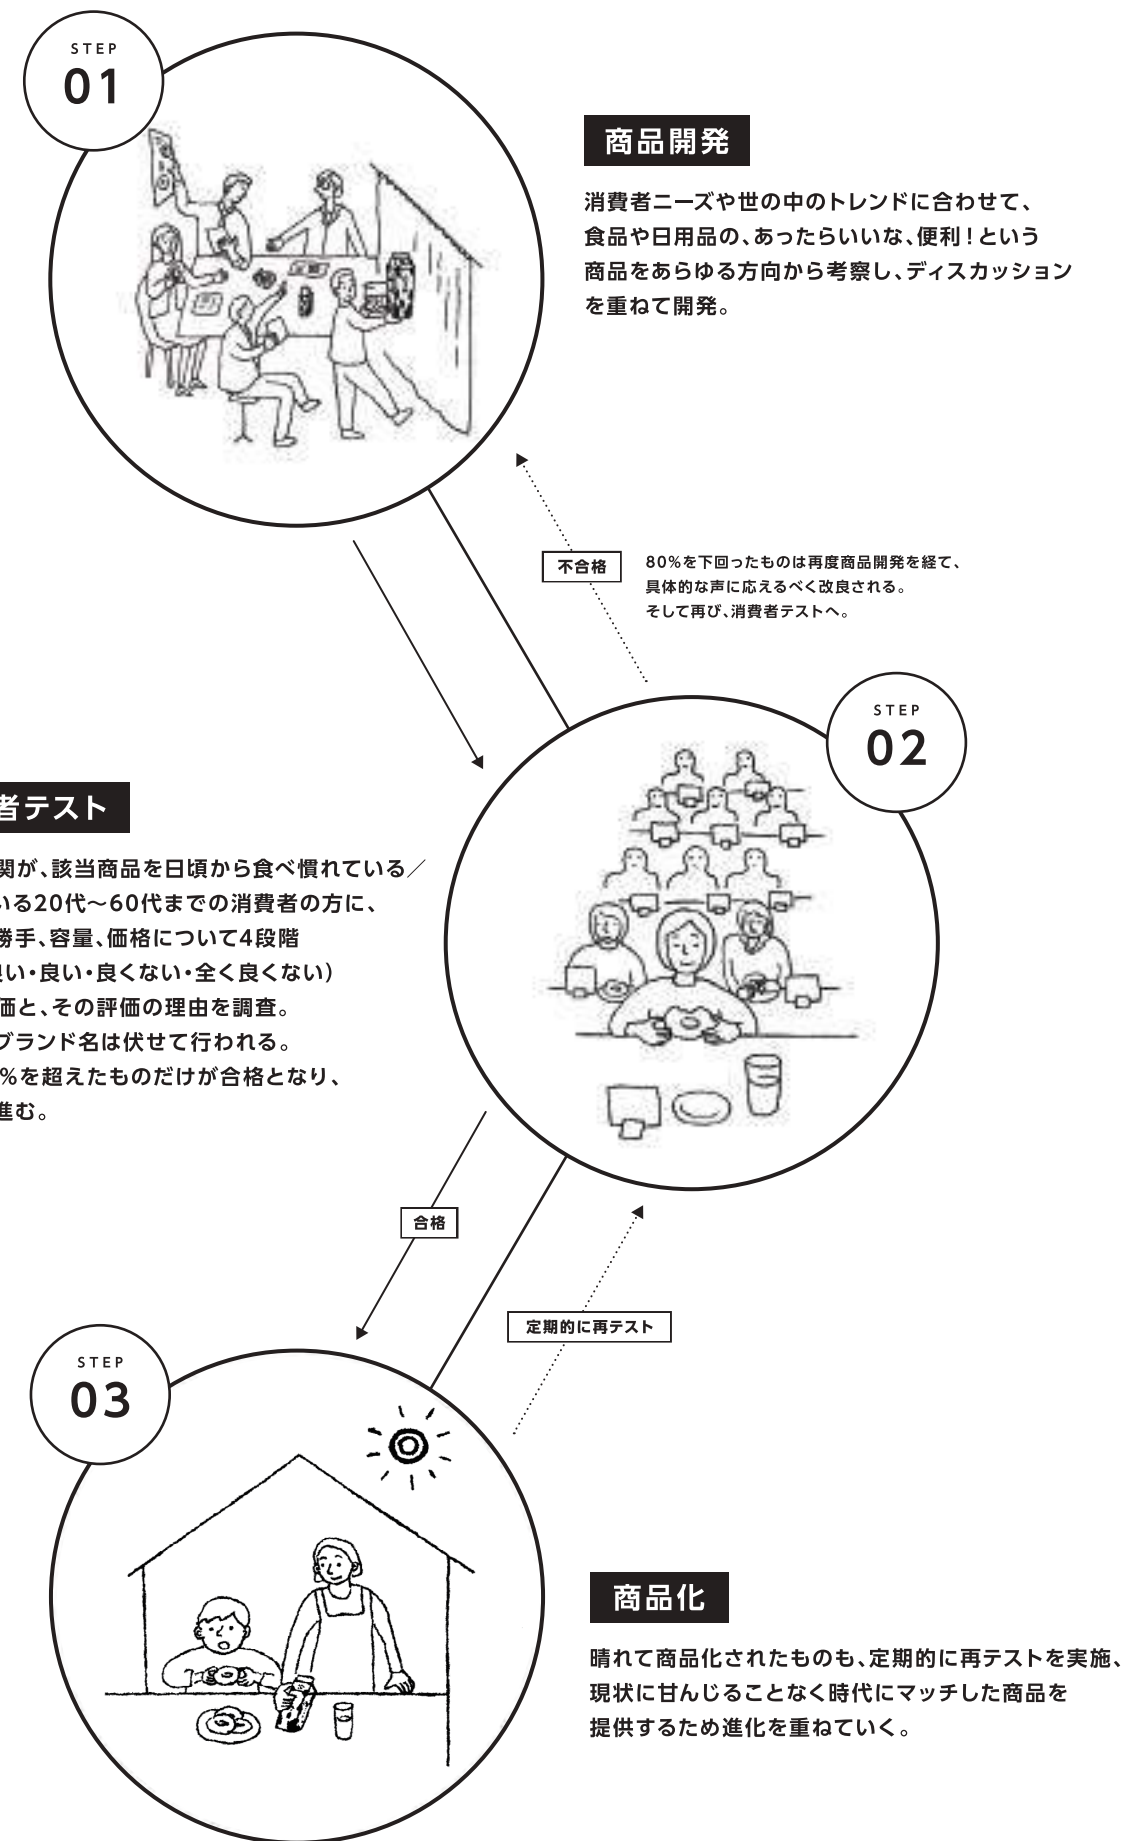 STEP
01
商品開発
消費者ニーズや世の中のトレンドに合わせて、
食品や日用品の、あったらいいな、便利！という
商品をあらゆる方向から考察し、ディスカッション
を重ねて開発。
不合格
80%を下回ったものは再度商品開発を経て、
具体的な声に応えるべく改良される。
そして再び、消費者テストへ。
STEP
02
者テスト
関が、該当商品を日頃から食べ慣れている／
いる20代〜60代までの消費者の方に、
勝手、容量、価格について4段階
良い・良い・良くない・全く良くない）
価と、その評価の理由を調査。
ブランド名は伏せて行われる。
%を超えたものだけが合格となり、
進む。
合格
定期的に再テスト
STEP
03
商品化
晴れて商品化されたものも、定期的に再テストを実施、
現状に甘んじることなく時代にマッチした商品を
提供するため進化を重ねていく。